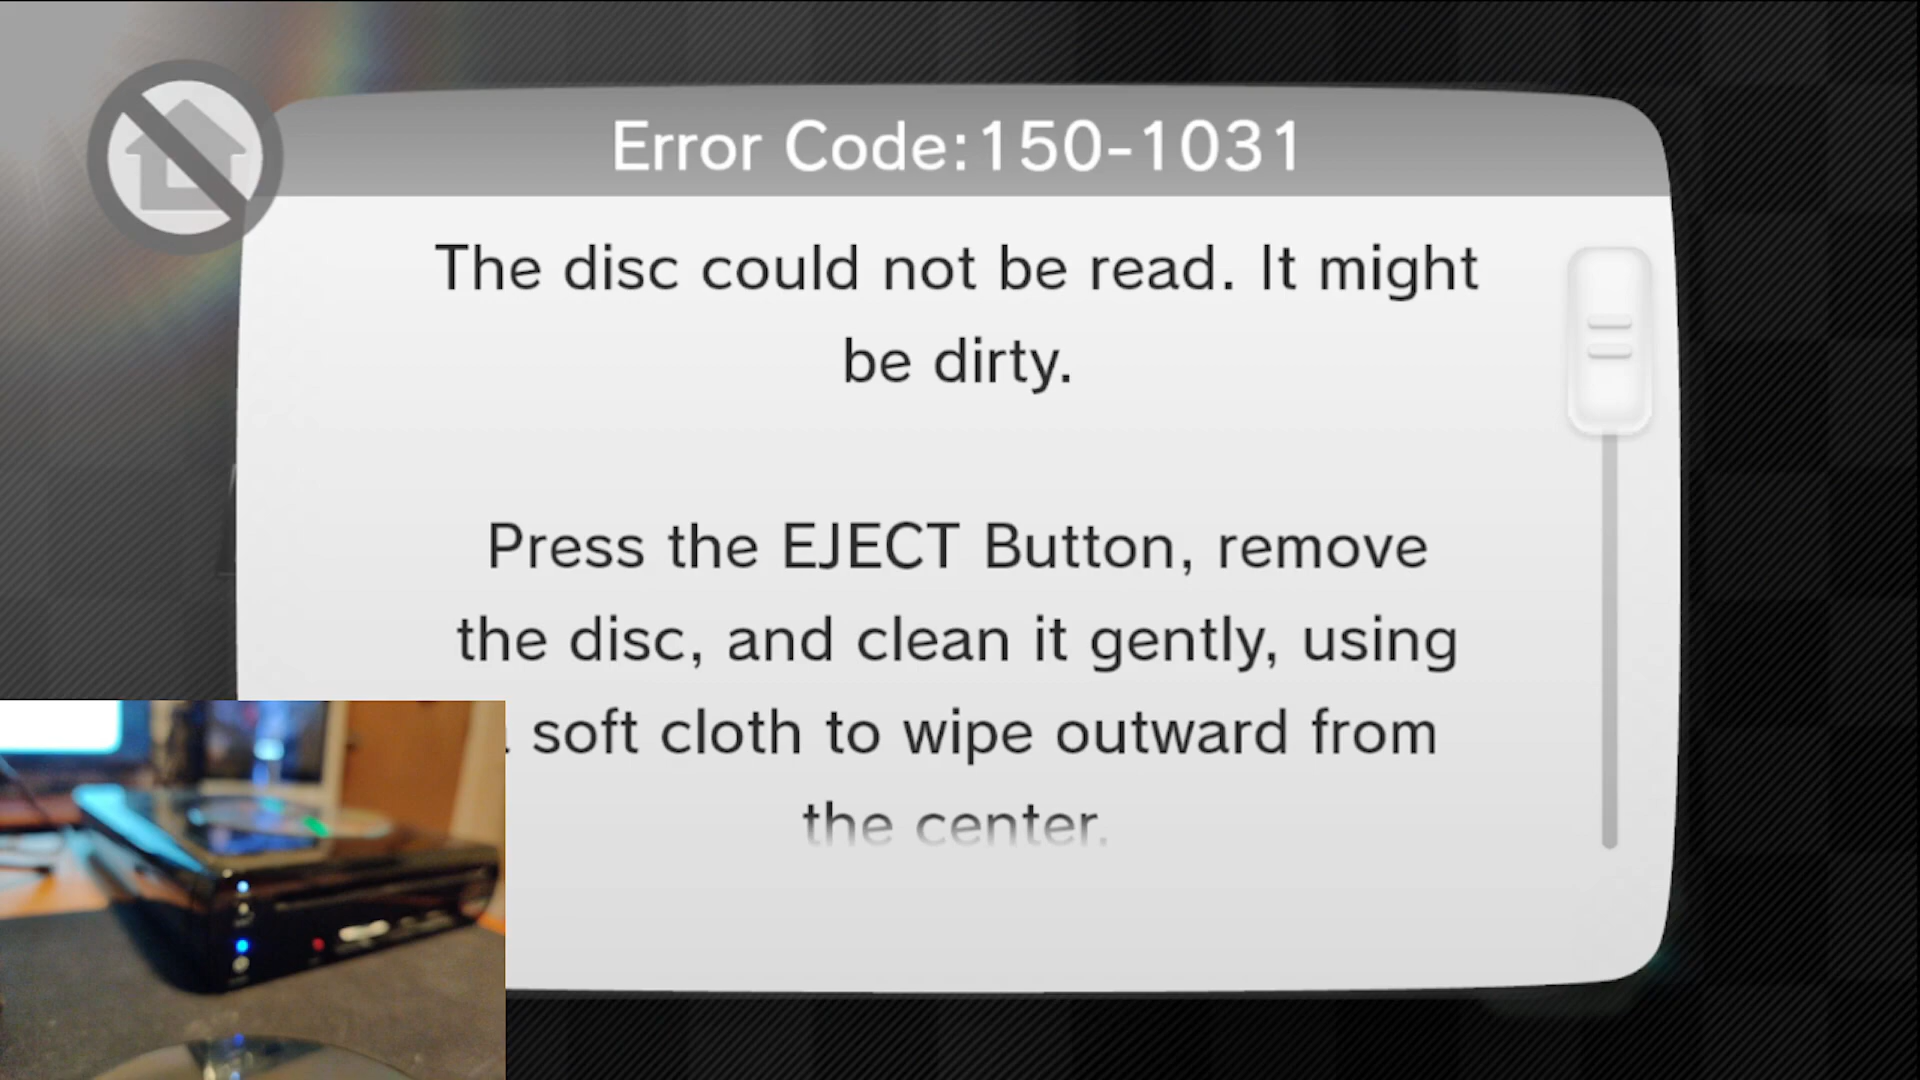 Error Code:150-1031
The disc could not be read. It might
be dirty.
Press the EJECT Button, remove
the disc, and clean it gently, using
soft cloth to wipe outward from
the center.